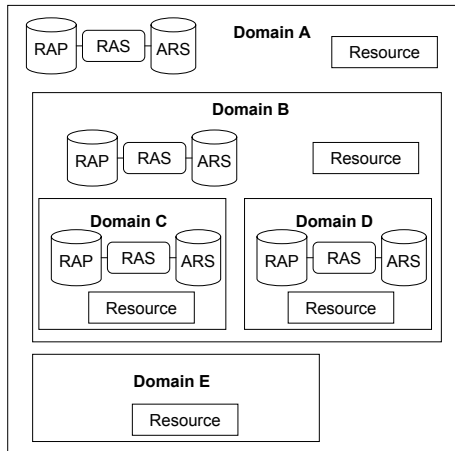 Domain A
RAP RAS ARS
Resource
Domain B
RAP RAS ARS
Resource
Domain C
RAP RAS ARS
Resource
Domain D
RAP RAS ARS
Resource
Domain E
Resource